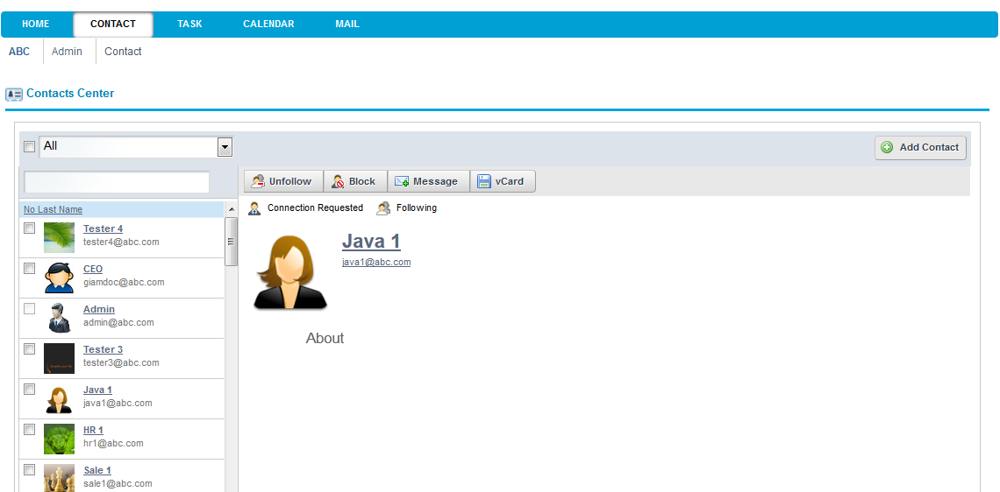 HOME CONTACT TASK CALENDAR MAIL
ABC Admin Contact
Contacts Center
All
Add Contact
Unfollow Block Message vCard
Connection Requested Following
No Last Name
Tester 4
tester4@abc.com
CEO
giamdoc@abc.com
Admin
admin@abc.com
Tester 3
tester3@abc.com
Java 1
java1@abc.com
HR 1
hr1@abc.com
Sale 1
sale1@abc.com
Java 1
java1@abc.com
About